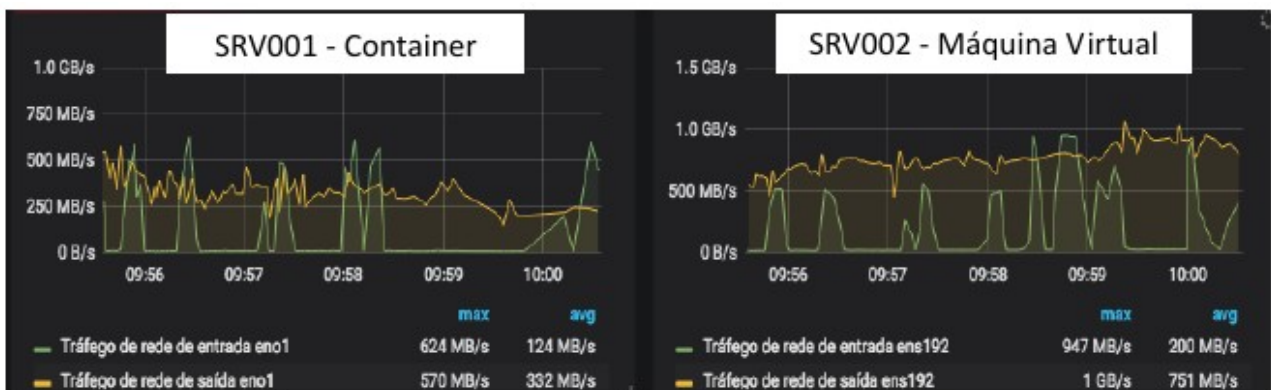 SRV001 - Container
1.0 GB/s
750 MB/s
500 MB/s
250 MB/s
0 B/s
09:56 09:57 09:58 09:59 10:00
max avg
Tráfego de rede de entrada eno1 624 MB/s 124 MB/s
Tráfego de rede de saída eno1 570 MB/s 332 MB/s
SRV002 - Máquina Virtual
1.5 GB/s
1.0 GB/s
500 MB/s
0 B/s
09:56 09:57 09:58 09:59 10:00
max avg
Tráfego de rede de entrada ens192 947 MB/s 200 MB/s
Tráfego de rede de saída ens192 1 GB/s 751 MB/s